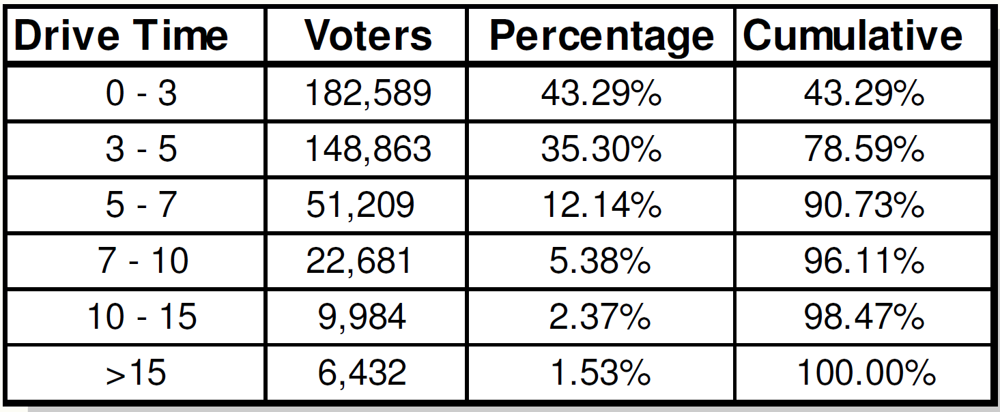 Drive Time Voters Percentage Cumulative
0 - 3 182,589 43.29% 43.29%
3 - 5 148,863 35.30% 78.59%
5 - 7 51,209 12.14% 90.73%
7 - 10 22,681 5.38% 96.11%
10 - 15 9,984 2.37% 98.47%
>15 6,432 1.53% 100.00%